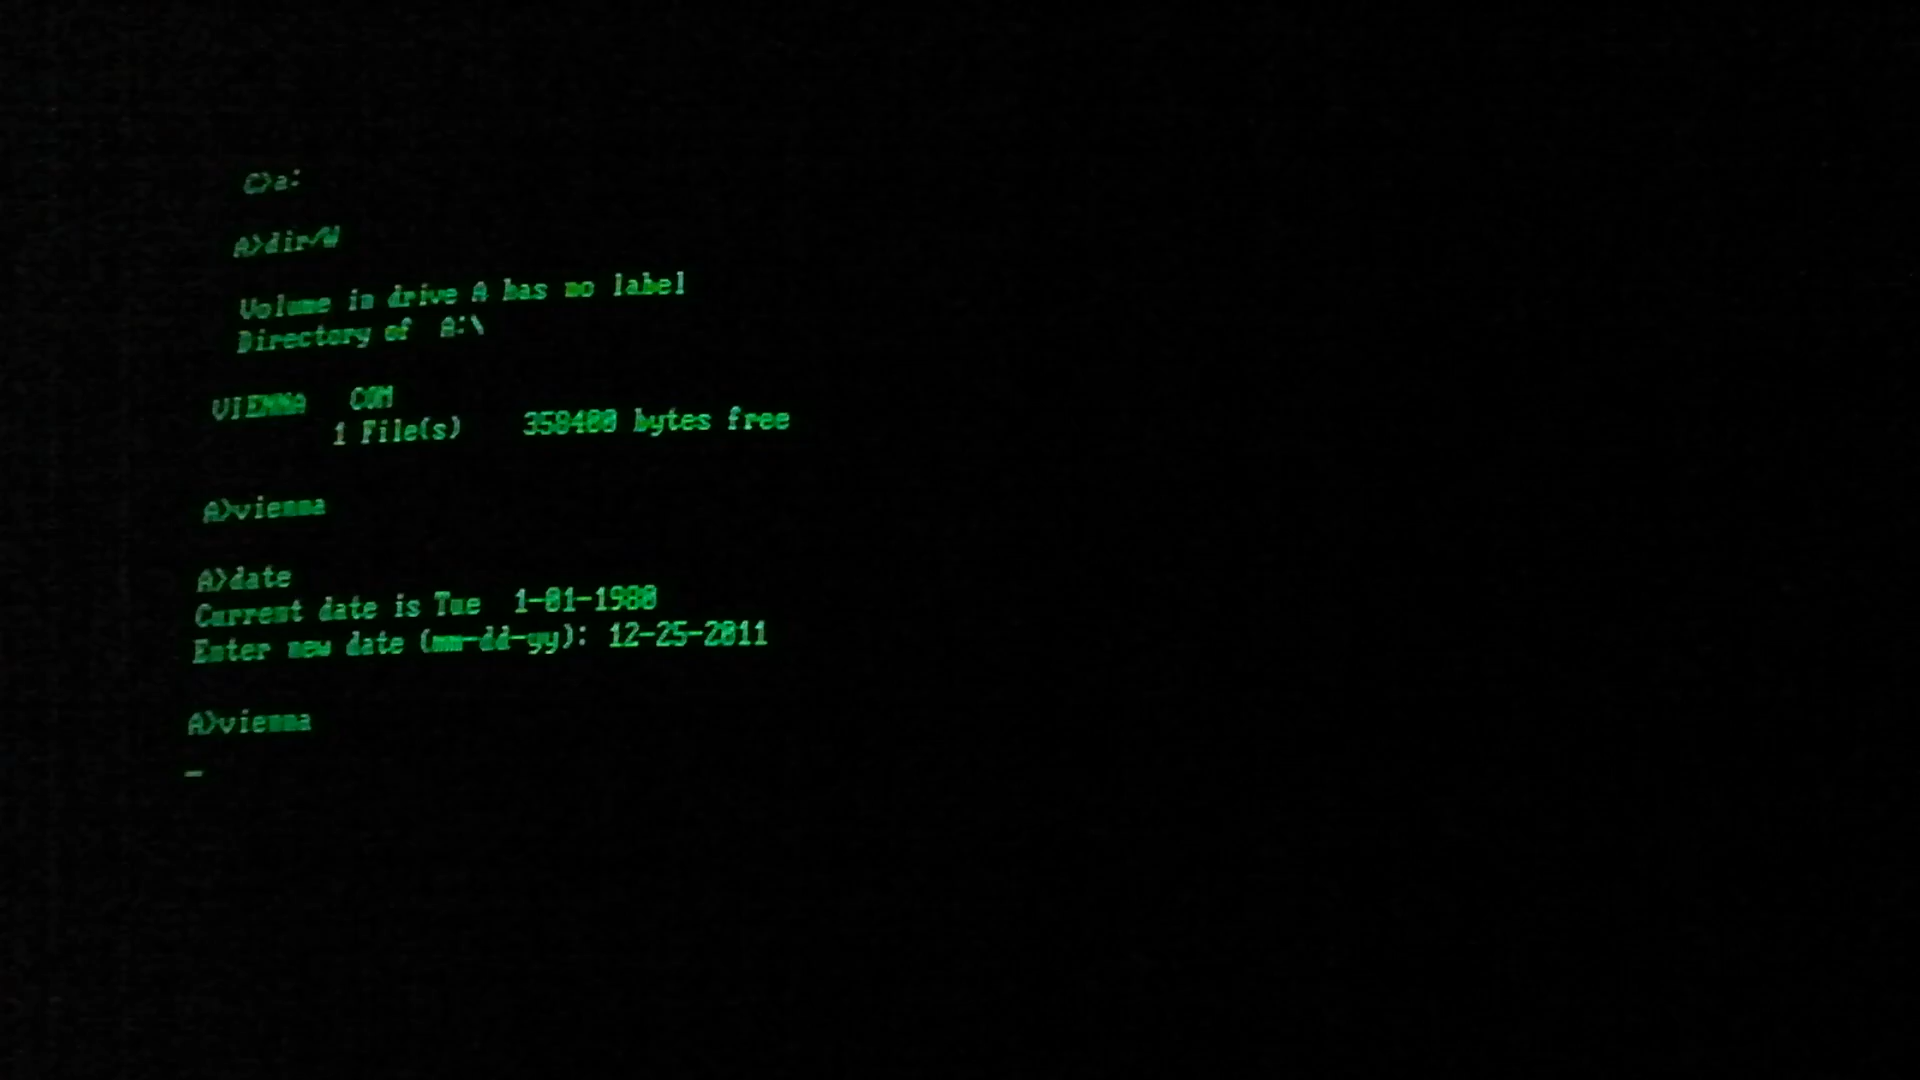 C>a:
A>dir/W
Volume in drive A has no label
Directory of  A:\
VIENNA   COM
1 File(s)    358400 bytes free
A>vienna
A>date
Current date is Tue  1-01-1980
Enter new date (mm-dd-yy): 12-25-2011
A>vienna